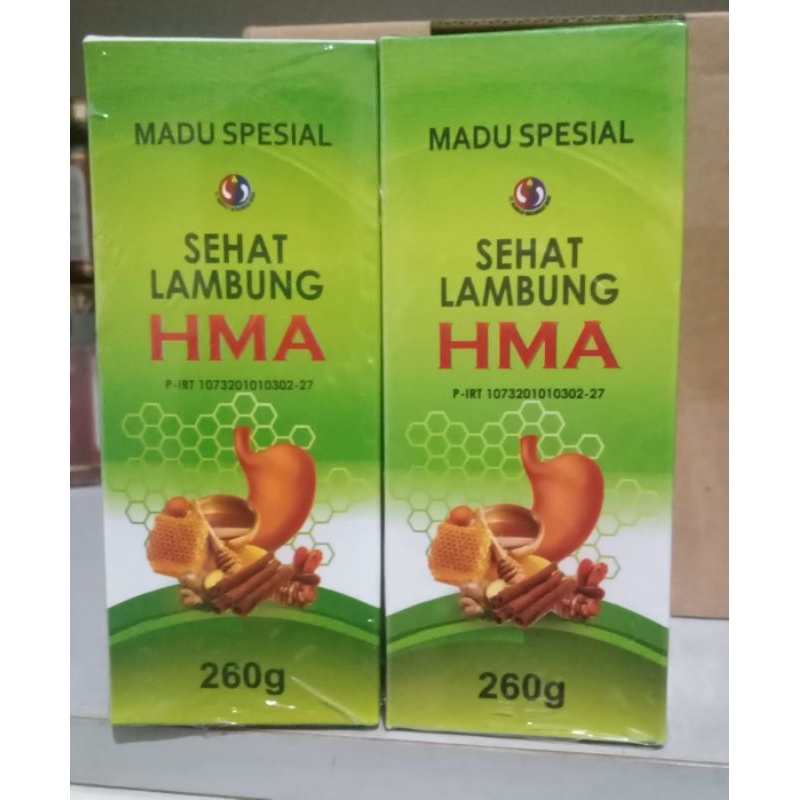 MADU SPESIAL
SEHAT
LAMBUNG
HMA
P-IRT 1073201010302-27
260g
MADU SPESIAL
SEHAT
LAMBUNG
HMA
P-IRT 1073201010302-27
260g